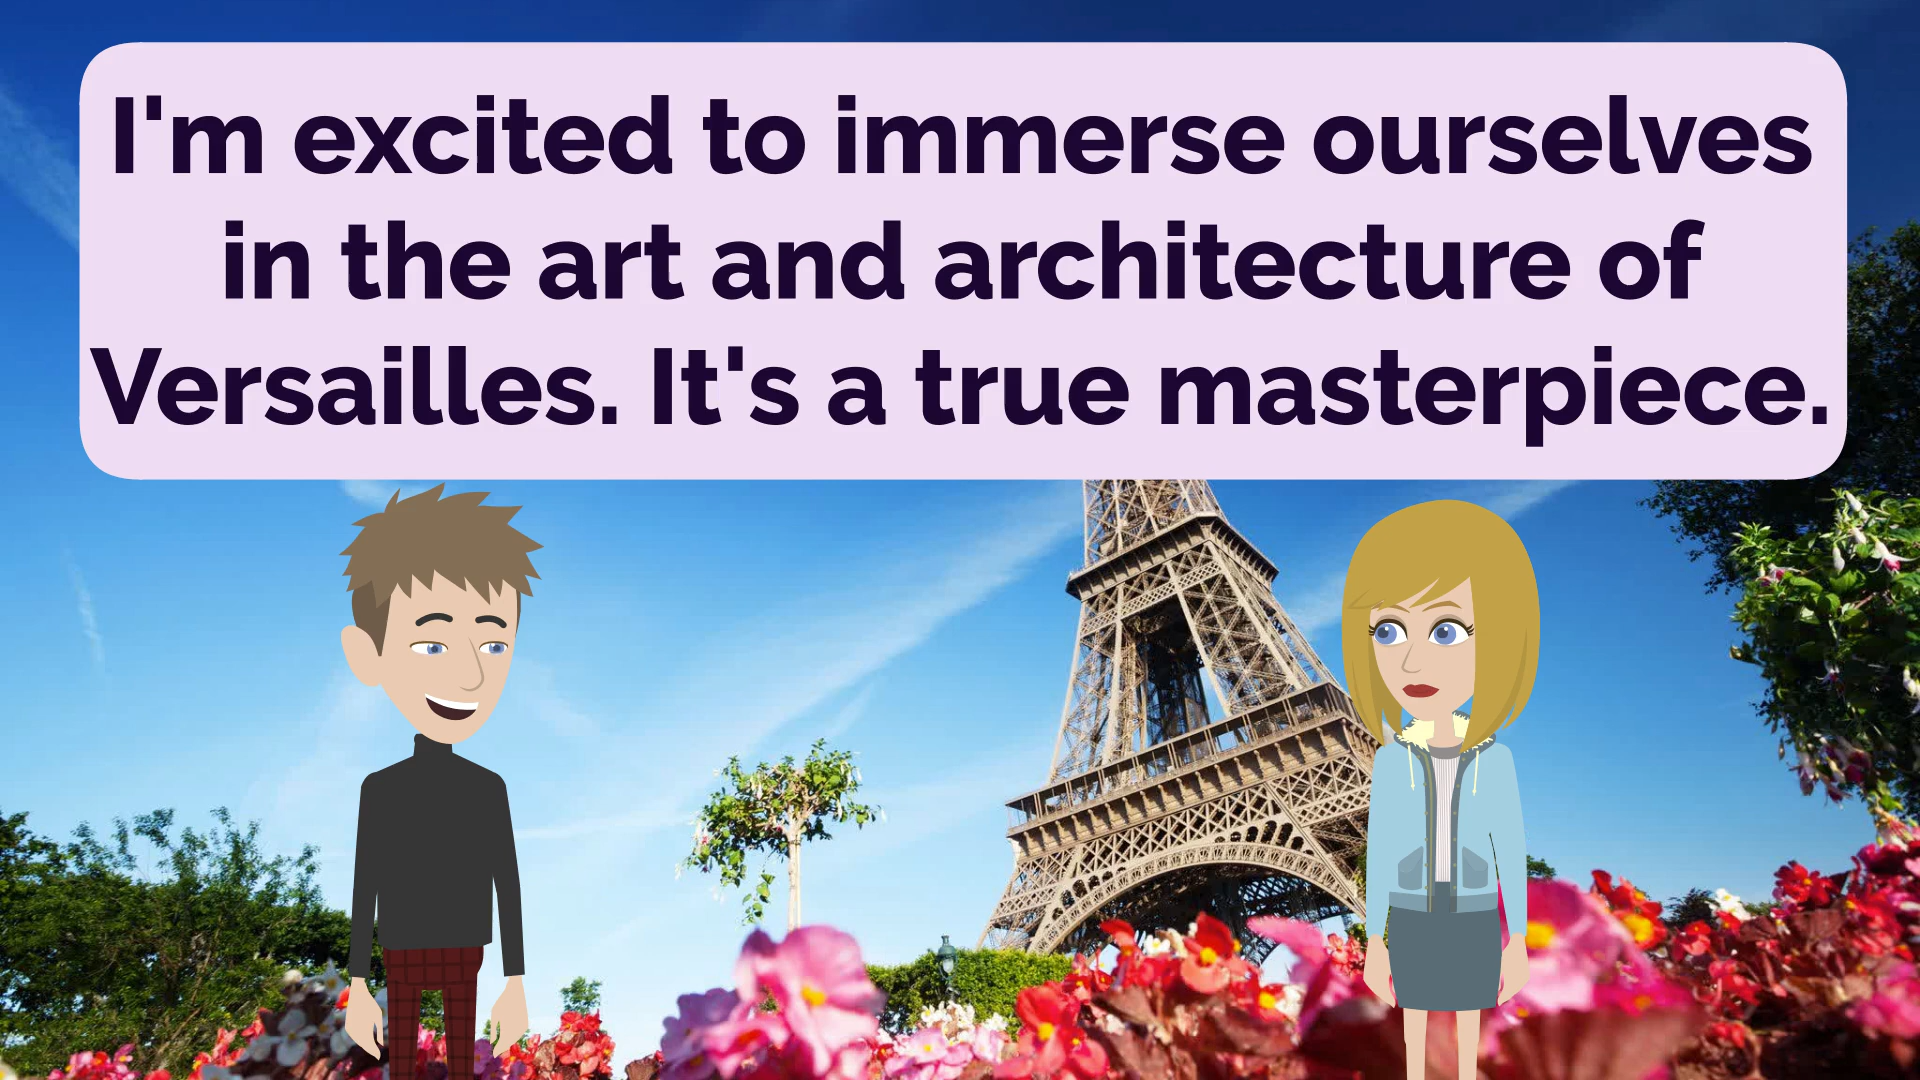 I'm excited to immerse ourselves
in the art and architecture of
Versailles. It's a true masterpiece.